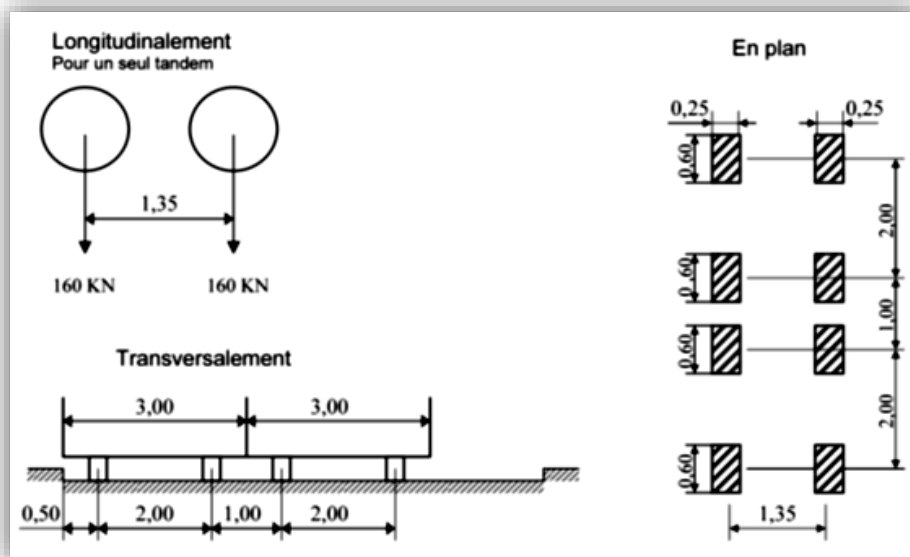 Longitudinalement
Pour un seul tandem
1,35
160 KN 160 KN
Transversalement
3,00 3,00
0,50 2,00 1,00 2,00
En plan
0,25 0,25
0,60
2,00
0,60
1,00
0,60
2,00
0,60
1,35